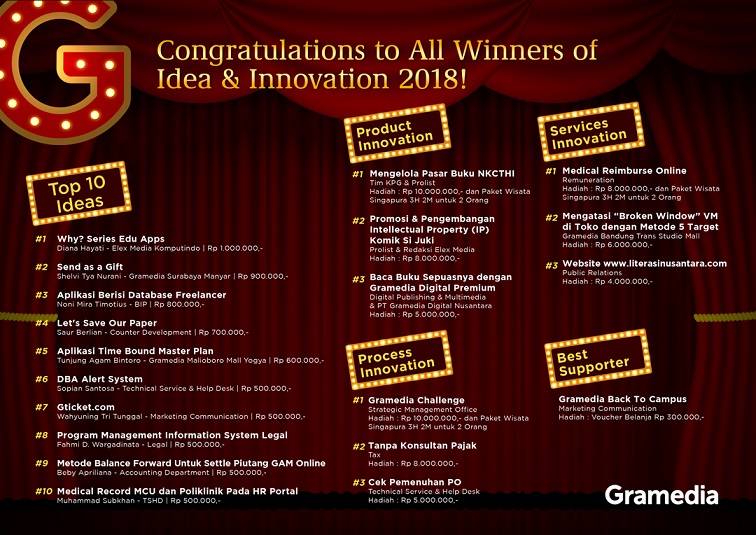 G
Congratulations to All Winners of
Idea & Innovation 2018!
Top 10
Ideas
#1 Why? Series Edu Apps
Diana Hayati - Elex Media Komputindo | Rp 1.000.000,-
#2 Send as a Gift
Shelvi Tya Nurani - Gramedia Surabaya Manyar | Rp 900.000,-
#3 Aplikasi Berisi Database Freelancer
Noni Mira Timotius - BIP | Rp 800.000,-
#4 Let's Save Our Paper
Saur Berlian - Counter Development | Rp 700.000,-
#5 Aplikasi Time Bound Master Plan
Tunjung Agam Bintoro - Gramedia Malioboro Mall Yogya | Rp 600.000,-
#6 DBA Alert System
Sopian Santosa - Technical Service & Help Desk | Rp 500.000,-
#7 Gticket.com
Wahyuning Tri Tunggal - Marketing Communication | Rp 500.000,-
#8 Program Management Information System Legal
Fahmi D. Wargadinata - Legal | Rp 500.000,-
#9 Metode Balance Forward Untuk Settle Piutang GAM Online
Beby Apriliana - Accounting Department | Rp 500.000,-
#10 Medical Record MCU dan Poliklinik Pada HR Portal
Muhammad Subkhan - TSHD | Rp 500.000,-
Product
Innovation
#1 Mengelola Pasar Buku NKCTHI
Tim KPG & Prolist
Hadiah : Rp 10.000.000,- dan Paket Wisata
Singapura 3H 2M untuk 2 Orang
#2 Promosi & Pengembangan
Intellectual Property (IP)
Komik Si Juki
Prolist & Redaksi Elex Media
Hadiah : Rp 8.000.000,-
#3 Baca Buku Sepuasnya dengan
Gramedia Digital Premium
Digital Publishing & Multimedia
& PT Gramedia Digital Nusantara
Hadiah : Rp 5.000.000,-
Process
Innovation
#1 Gramedia Challenge
Strategic Management Office
Hadiah : Rp 10.000.000,- dan Paket Wisata
Singapura 3H 2M untuk 2 Orang
#2 Tanpa Konsultan Pajak
Tax
Hadiah : Rp 8.000.000,-
#3 Cek Pemenuhan PO
Technical Service & Help Desk
Hadiah : Rp 5.000.000,-
Services
Innovation
#1 Medical Reimburse Online
Remuneration
Hadiah : Rp 8.000.000,- dan Paket Wisata
Singapura 3H 2M untuk 2 Orang
#2 Mengatasi “Broken Window” VM
di Toko dengan Metode 5 Target
Gramedia Bandung Trans Studio Mall
Hadiah : Rp 6.000.000,-
#3 Website www.literasinusantara.com
Public Relations
Hadiah : Rp 4.000.000,-
Best
Supporter
Gramedia Back To Campus
Marketing Communication
Hadiah : Voucher Belanja Rp 300.000,-
Gramedia